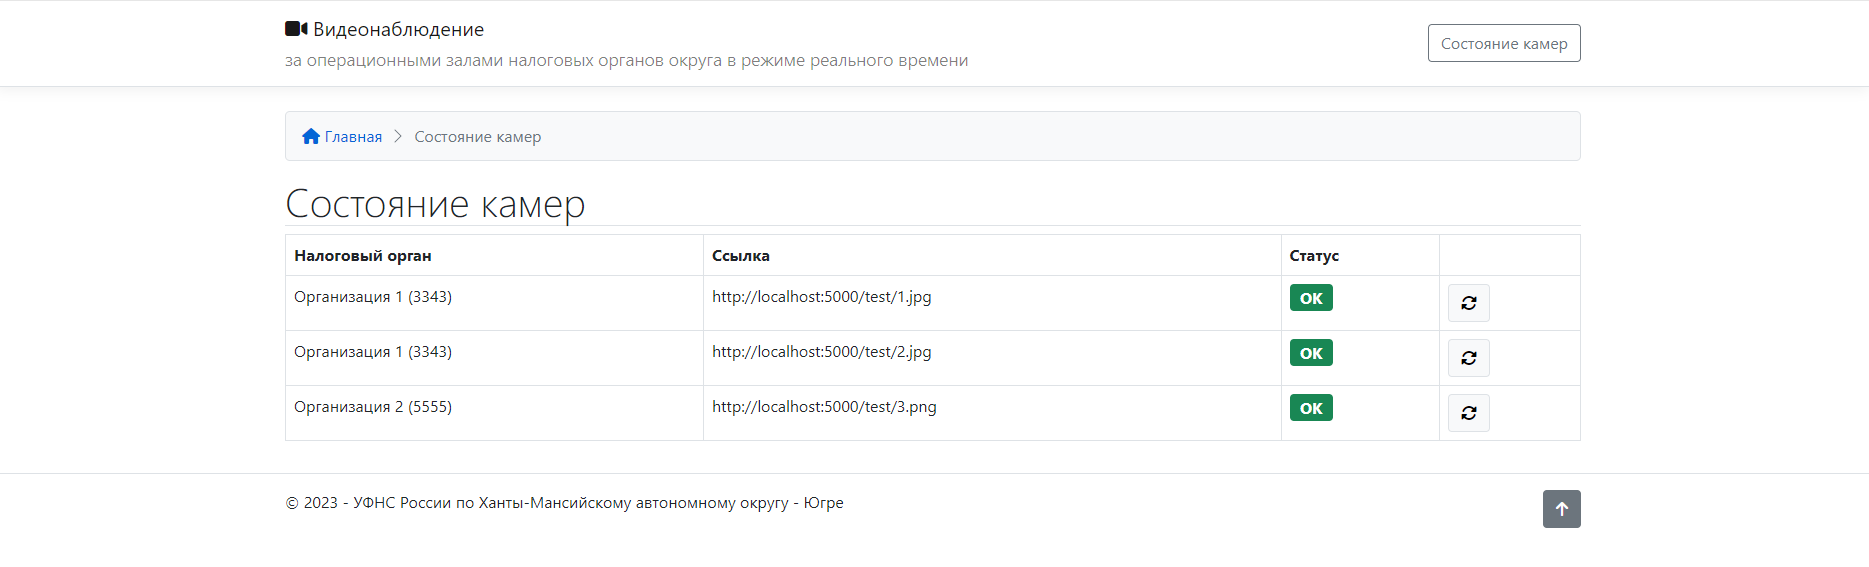 Видеонаблюдение
за операционными залами налоговых органов округа в режиме реального времени
Состояние камер
Главная > Состояние камер
Состояние камер
Налоговый орган Ссылка Статус
Организация 1 (3343) http://localhost:5000/test/1.jpg OK
Организация 1 (3343) http://localhost:5000/test/2.jpg OK
Организация 2 (5555) http://localhost:5000/test/3.png OK
© 2023 - УФНС России по Ханты-Мансийскому автономному округу - Югре